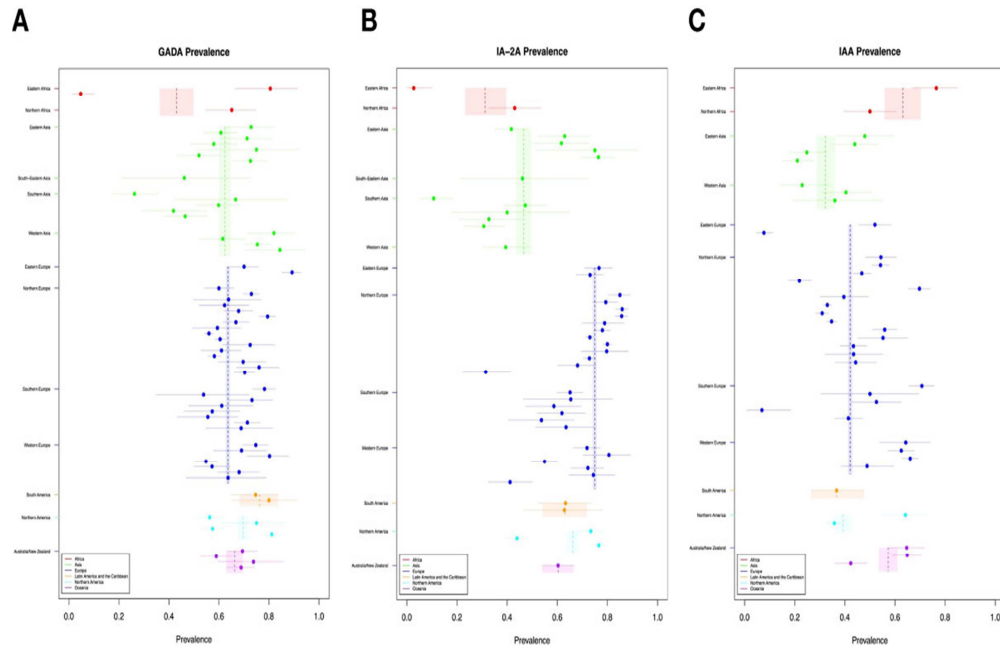 A
GADA Prevalence
Eastern Africa
Northern Africa
Eastern Asia
South-Eastern Asia
Southern Asia
Western Asia
Eastern Europe
Northern Europe
Southern Europe
Western Europe
South America
Northern America
Australia/New Zealand
Africa
Asia
Europe
Latin America and the Caribbean
Northern America
Oceania
0.0 0.2 0.4 0.6 0.8 1.0
Prevalence
B
IA-2A Prevalence
Eastern Africa
Northern Africa
Eastern Asia
South-Eastern Asia
Southern Asia
Western Asia
Eastern Europe
Northern Europe
Southern Europe
Western Europe
South America
Northern America
Australia/New Zealand
Africa
Asia
Europe
Latin America and the Caribbean
Northern America
Oceania
0.0 0.2 0.4 0.6 0.8 1.0
Prevalence
C
IAA Prevalence
Eastern Africa
Northern Africa
Eastern Asia
Western Asia
Eastern Europe
Northern Europe
Southern Europe
Western Europe
South America
Northern America
Australia/New Zealand
Africa
Asia
Europe
Latin America and the Caribbean
Northern America
Oceania
0.0 0.2 0.4 0.6 0.8 1.0
Prevalence